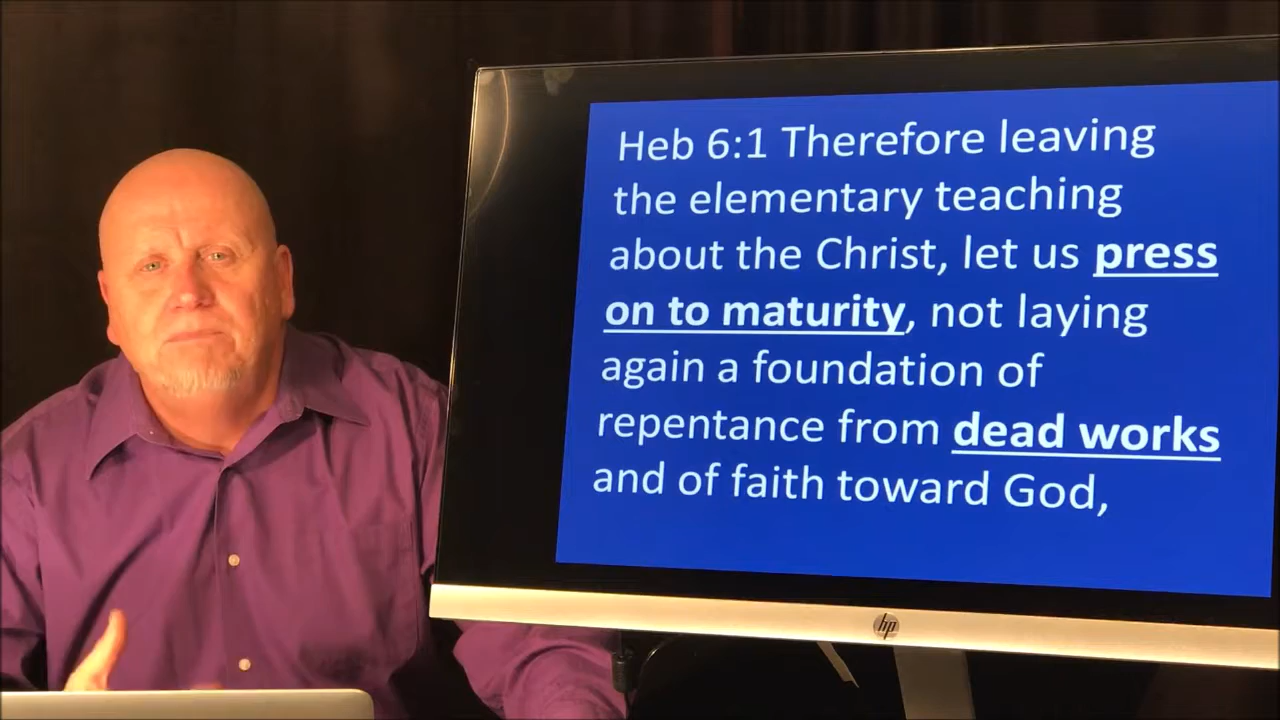 Heb 6:1 Therefore leaving
the elementary teaching
about the Christ, let us press
on to maturity, not laying
again a foundation of
repentance from dead works
and of faith toward God,
hp